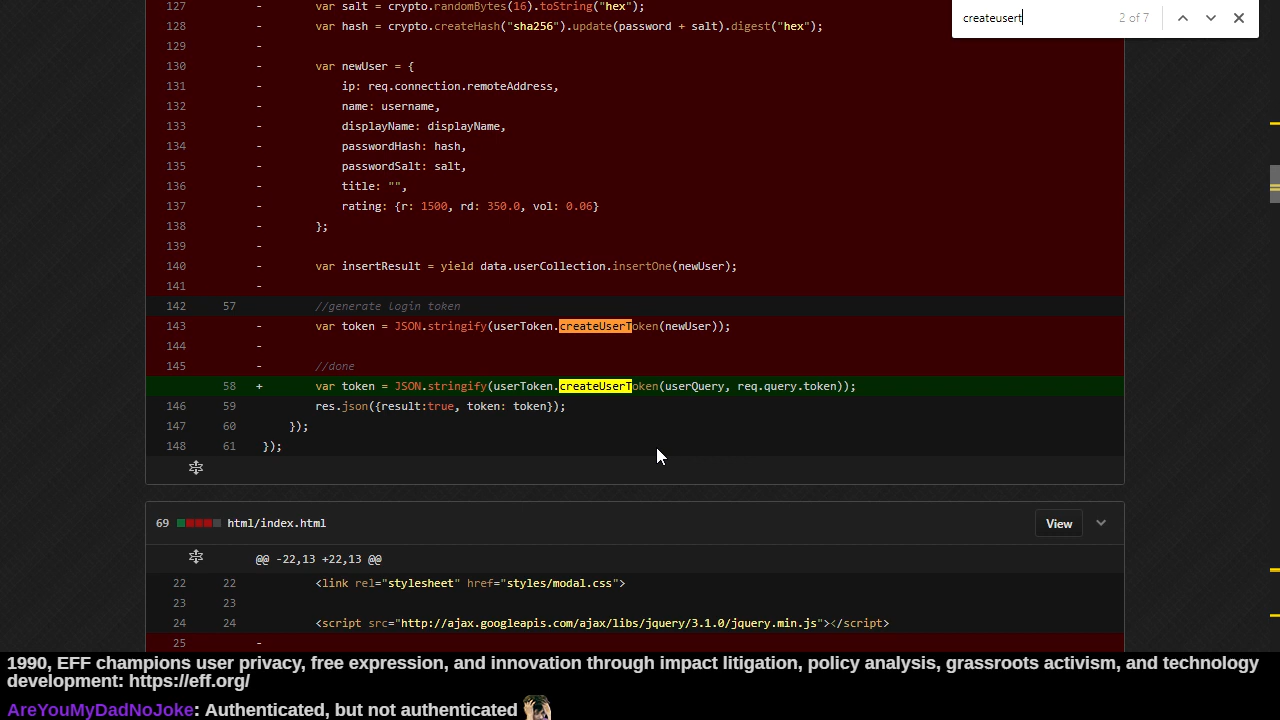 createusert 2 of 7
127 - var salt = crypto.randomBytes(16).toString("hex");
128 - var hash = crypto.createHash("sha256").update(password + salt).digest("hex");
129 -
130 - var newUser = {
131 - ip: req.connection.remoteAddress,
132 - name: username,
133 - displayName: displayName,
134 - passwordHash: hash,
135 - passwordSalt: salt,
136 - title: "",
137 - rating: {r: 1500, rd: 350.0, vol: 0.06}
138 - };
139 -
140 - var insertResult = yield data.userCollection.insertOne(newUser);
141 -
142 57 //generate login token
143 - var token = JSON.stringify(userToken.createUserToken(newUser));
144 -
145 - //done
58 + var token = JSON.stringify(userToken.createUserToken(userQuery, req.query.token));
146 59 res.json({result:true, token: token});
147 60 });
148 61 });
69 html/index.html View
@@ -22,13 +22,13 @@
22 22 <link rel="stylesheet" href="styles/modal.css">
23 23
24 24 <script src="http://ajax.googleapis.com/ajax/libs/jquery/3.1.0/jquery.min.js"></script>
25 -
1990, EFF champions user privacy, free expression, and innovation through impact litigation, policy analysis, grassroots activism, and technology
development: https://eff.org/
AreYouMyDadNoJoke: Authenticated, but not authenticated